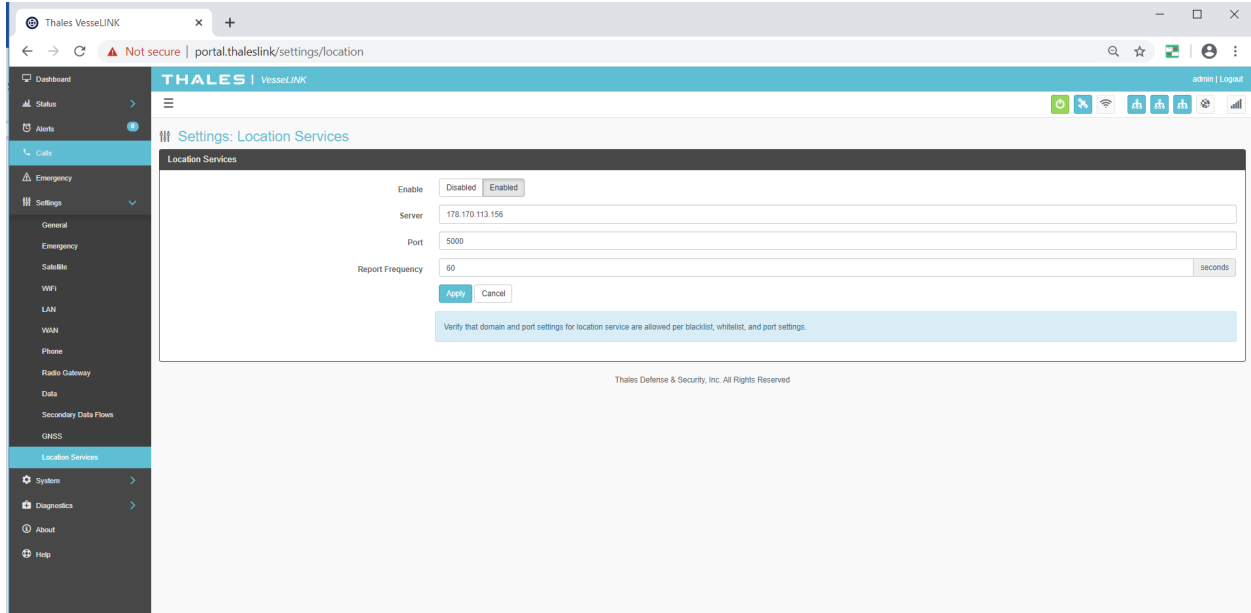 Thales VesseLINK
Not secure | portal.thaleslink/settings/location
Dashboard
Status
Alerts 0
Calls
Emergency
Settings
General
Emergency
Satellite
WiFi
LAN
WAN
Phone
Radio Gateway
Data
Secondary Data Flows
GNSS
Location Services
System
Diagnostics
About
Help
THALES | VesseLINK
admin | Logout
Settings: Location Services
Location Services
Enable Disabled Enabled
Server 178.170.113.156
Port 5000
Report Frequency 60 seconds
Apply Cancel
Verify that domain and port settings for location service are allowed per blacklist, whitelist, and port settings.
Thales Defense & Security, Inc. All Rights Reserved